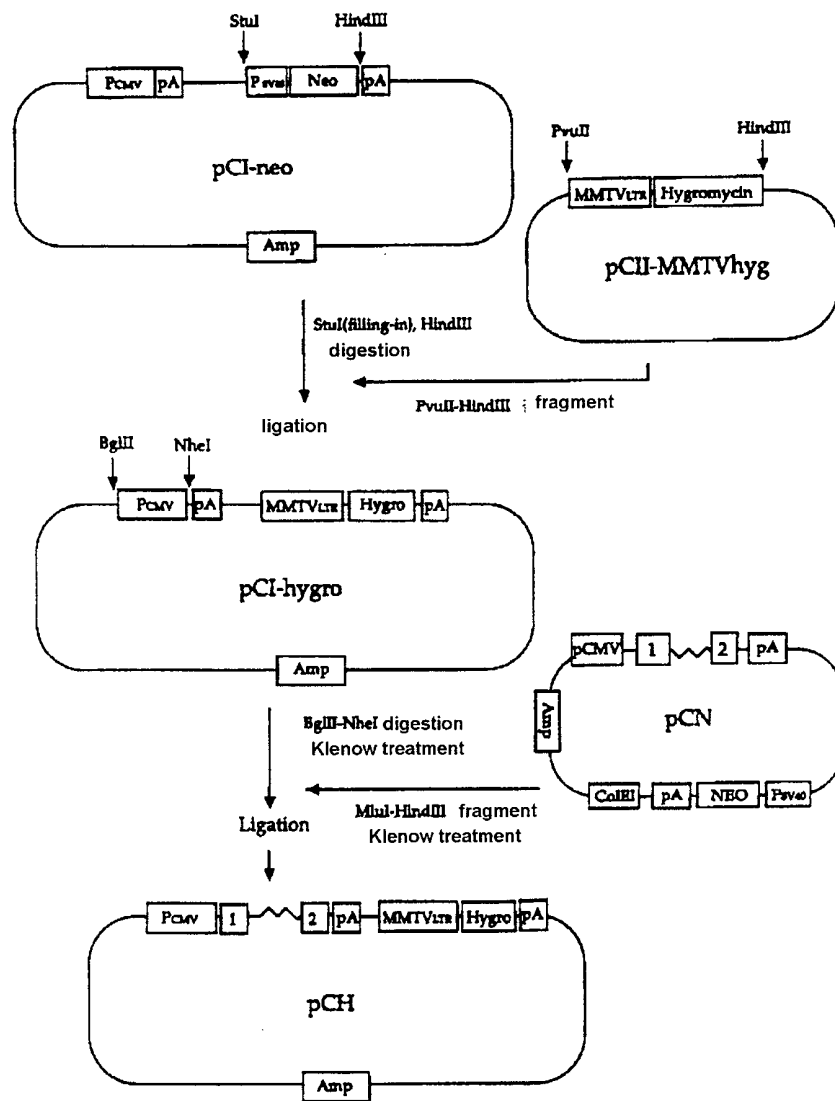 StuI HindIII
PCMV pA PSV40 Neo pA
pCI-neo
Amp
PvuII HindIII
MMTVLTR Hygromycin
pCII-MMTVhyg
StuI(filling-in), HindIII
digestion
PvuII-HindIII fragment
ligation
BglII NheI
PCMV pA MMTVLTR Hygro pA
pCI-hygro
Amp
pCMV 1 2 pA
pCN
Amp
ColEI pA NEO PSV40
BglII-NheI digestion
Klenow treatment
MluI-HindIII fragment
Klenow treatment
Ligation
PCMV 1 2 pA MMTVLTR Hygro pA
pCH
Amp